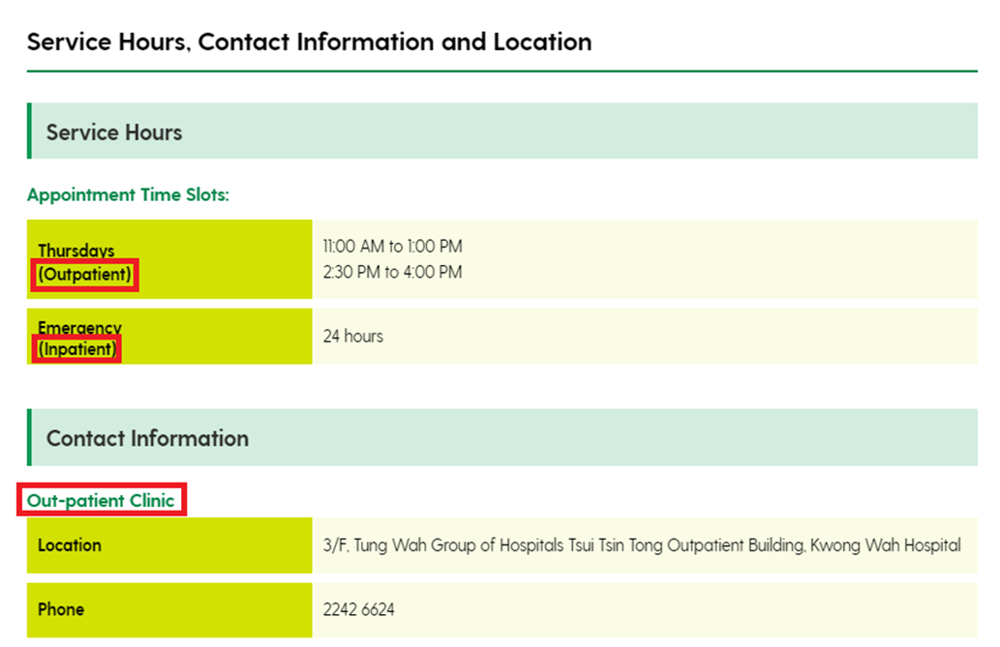 Service Hours, Contact Information and Location
Service Hours
Appointment Time Slots:
Thursdays
(Outpatient)
11:00 AM to 1:00 PM
2:30 PM to 4:00 PM
Emergency
(Inpatient)
24 hours
Contact Information
Out-patient Clinic
Location
3/F, Tung Wah Group of Hospitals Tsui Tsin Tong Outpatient Building, Kwong Wah Hospital
Phone
2242 6624